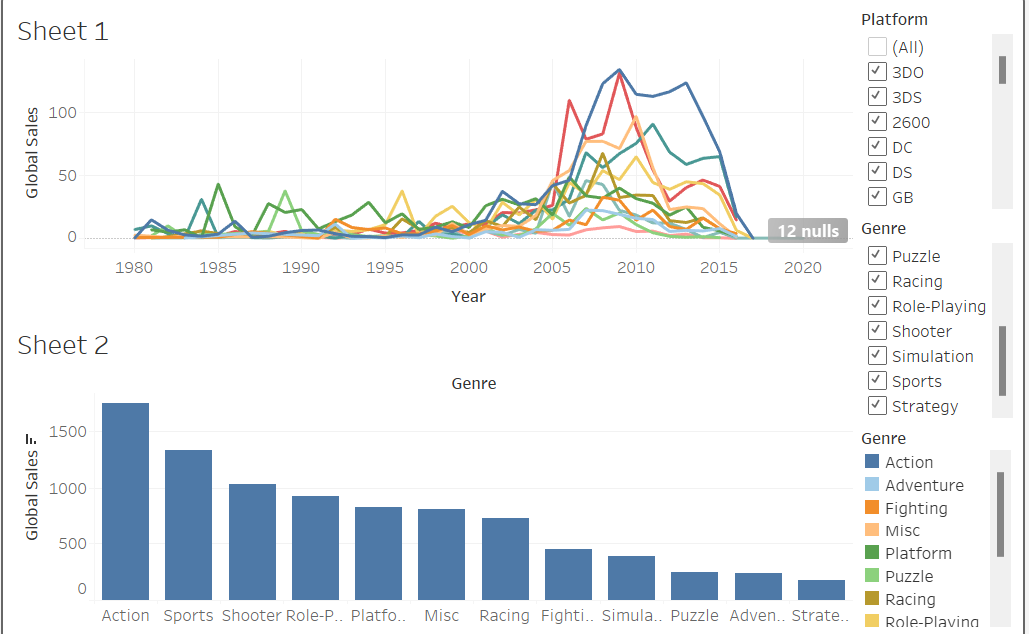 Sheet 1
Global Sales
100
50
0
12 nulls
1980 1985 1990 1995 2000 2005 2010 2015 2020
Year
Sheet 2
Genre
Global Sales
1500
1000
500
0
Action Sports Shooter Role-P.. Platfo.. Misc Racing Fighti.. Simula.. Puzzle Adven.. Strate..
Platform
(All)
3DO
3DS
2600
DC
DS
GB
Genre
Puzzle
Racing
Role-Playing
Shooter
Simulation
Sports
Strategy
Genre
Action
Adventure
Fighting
Misc
Platform
Puzzle
Racing
Role-Playing